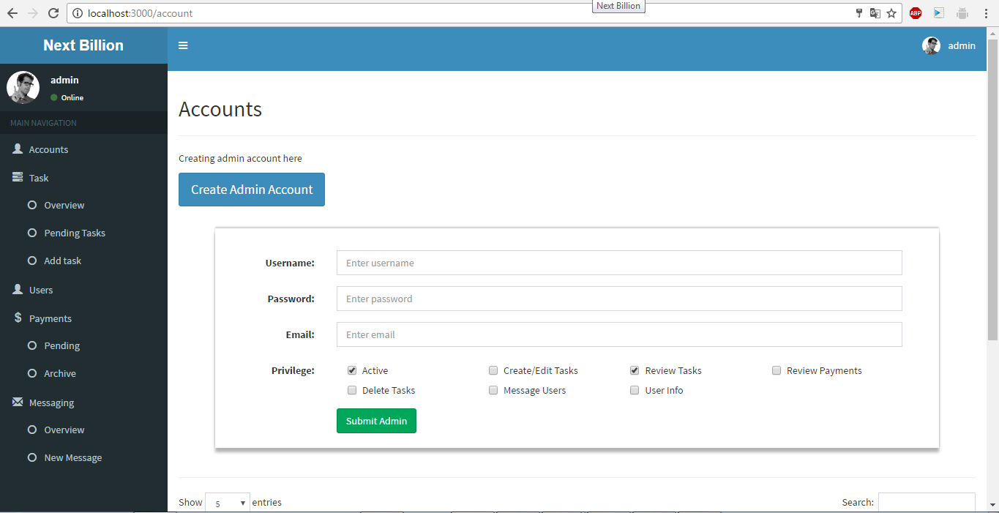 localhost:3000/account
Next Billion
ABP
Next Billion
admin
admin
Online
MAIN NAVIGATION
Accounts
Task
Overview
Pending Tasks
Add task
Users
Payments
Pending
Archive
Messaging
Overview
New Message
Accounts
Creating admin account here
Create Admin Account
Username: Enter username
Password: Enter password
Email: Enter email
Privilege: Active Create/Edit Tasks Review Tasks Review Payments
Delete Tasks Message Users User Info
Submit Admin
Show 5 entries Search: